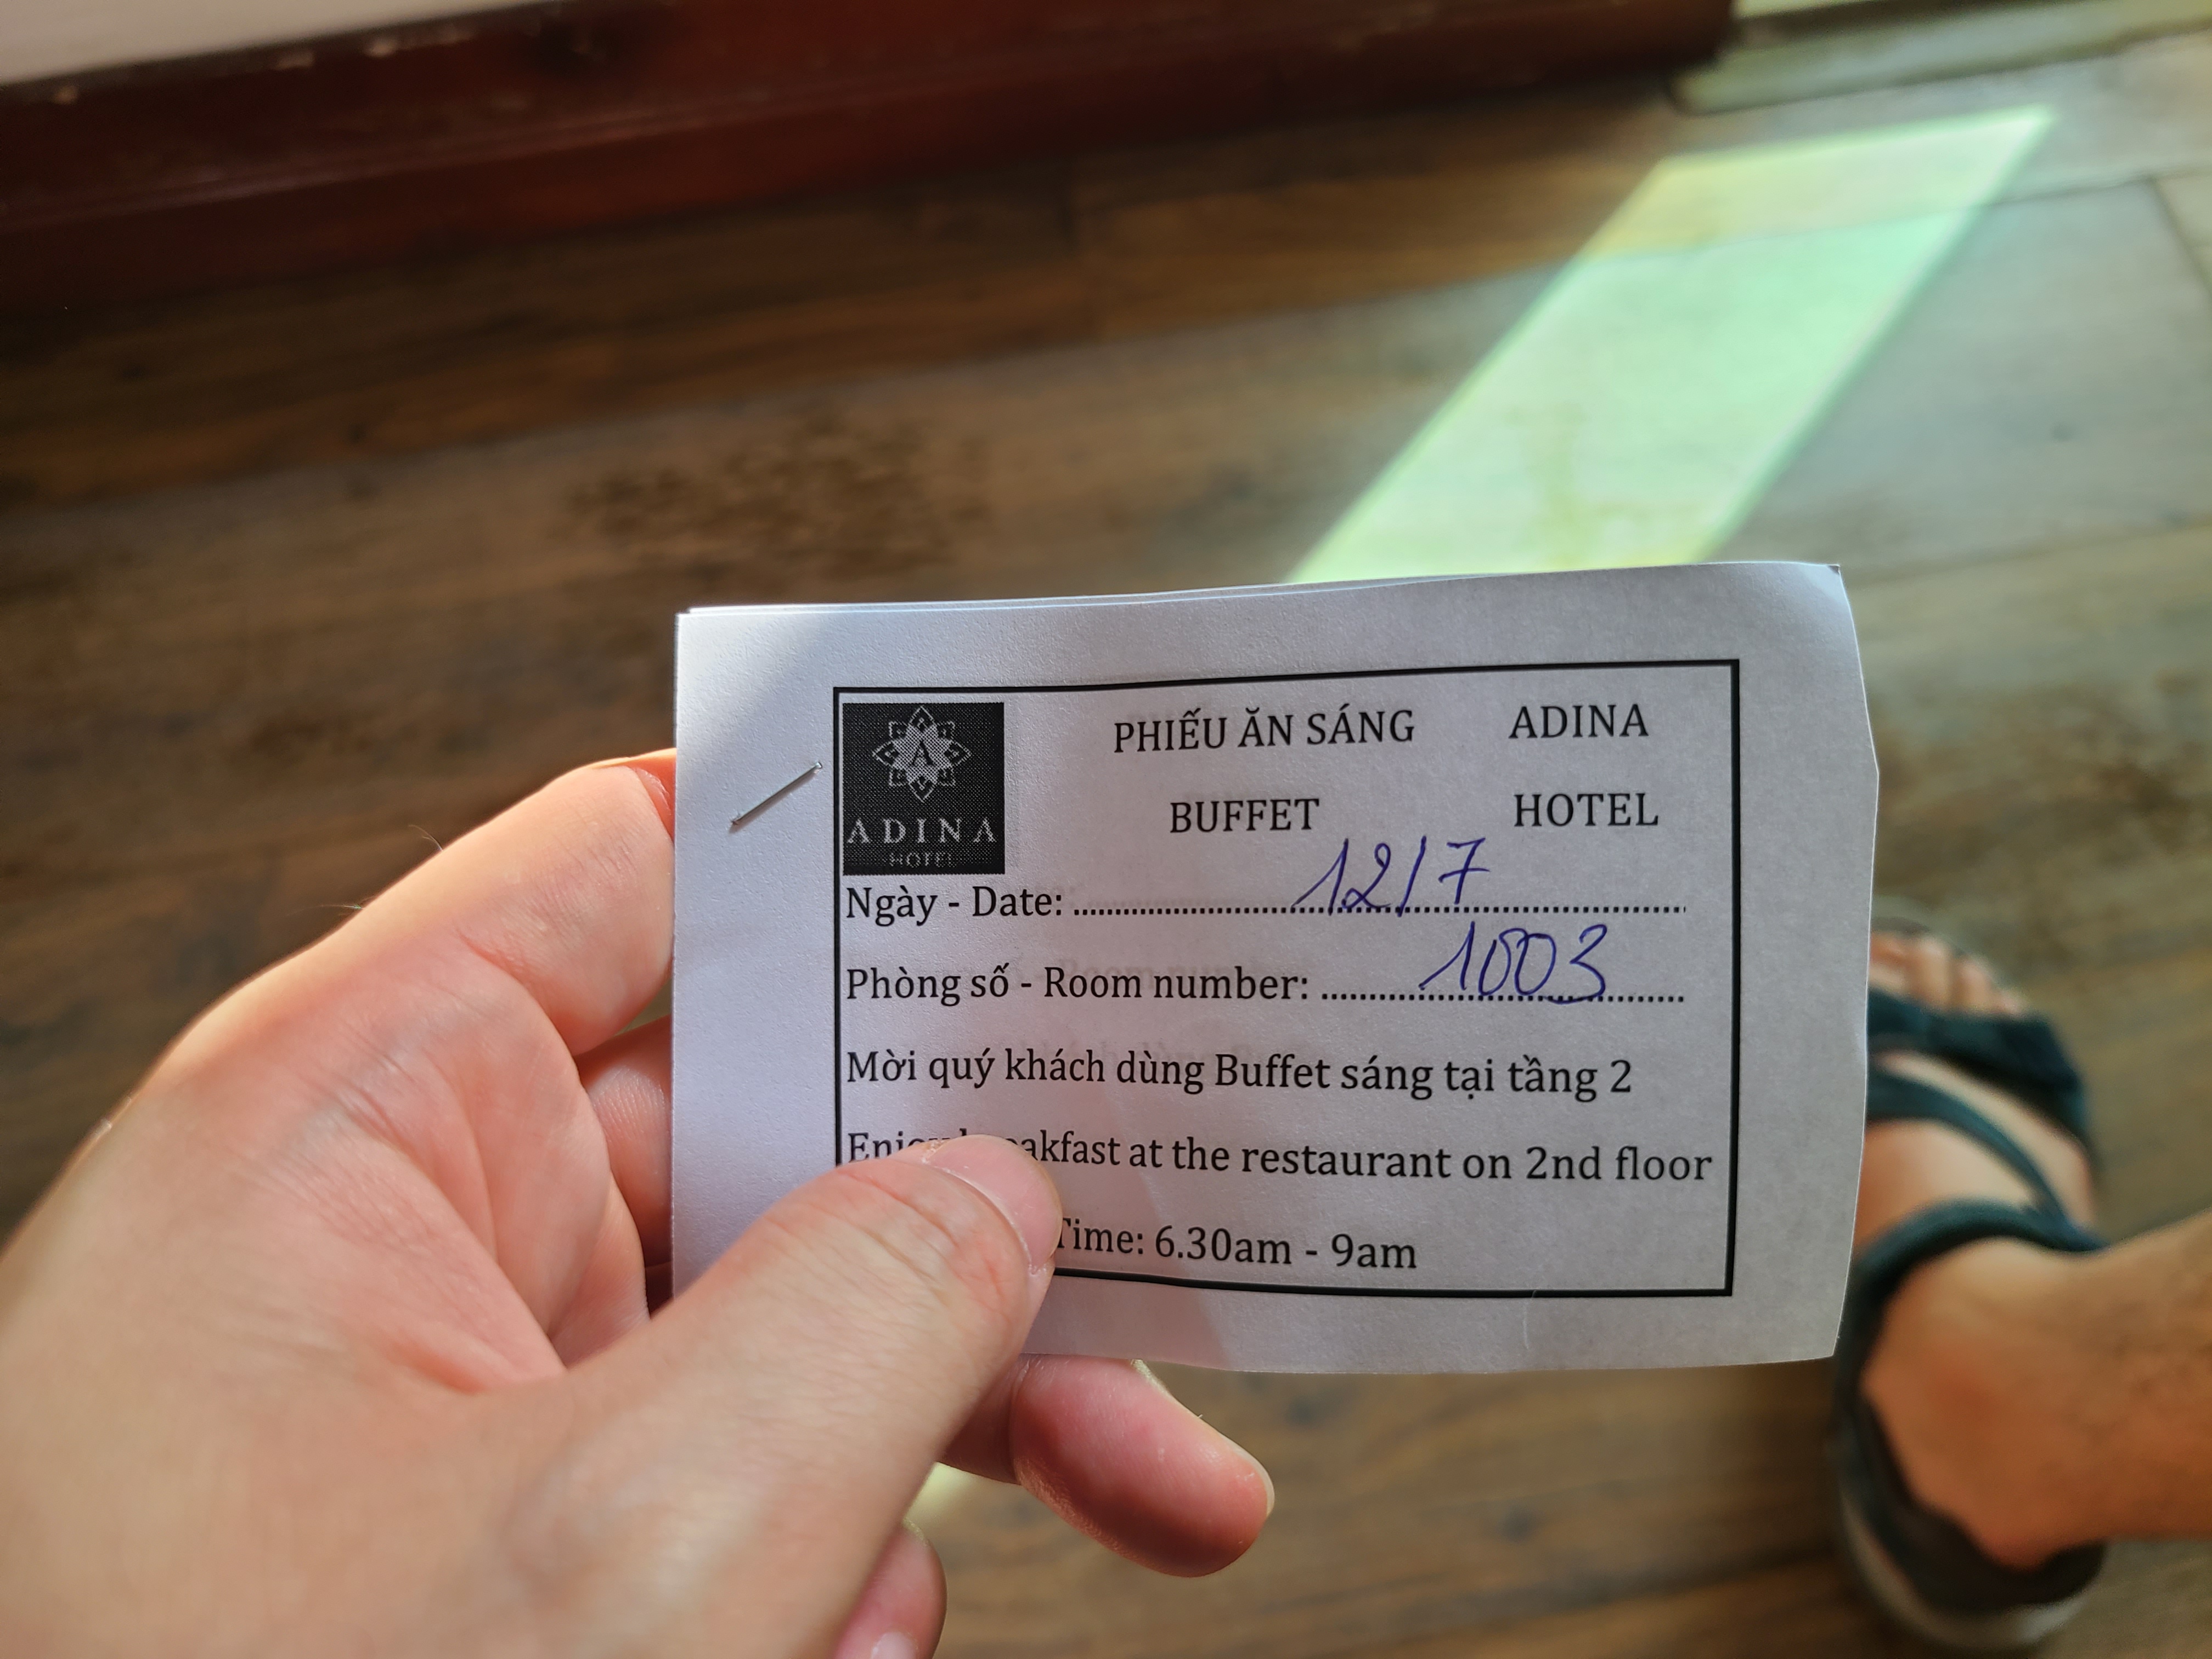 A
ADINA
HOTEL
PHIẾU ĂN SÁNG ADINA
BUFFET HOTEL
Ngày - Date: 12/7
Phòng số - Room number: 1003
Mời quý khách dùng Buffet sáng tại tầng 2
at the restaurant on 2nd floor
Time: 6.30am - 9am